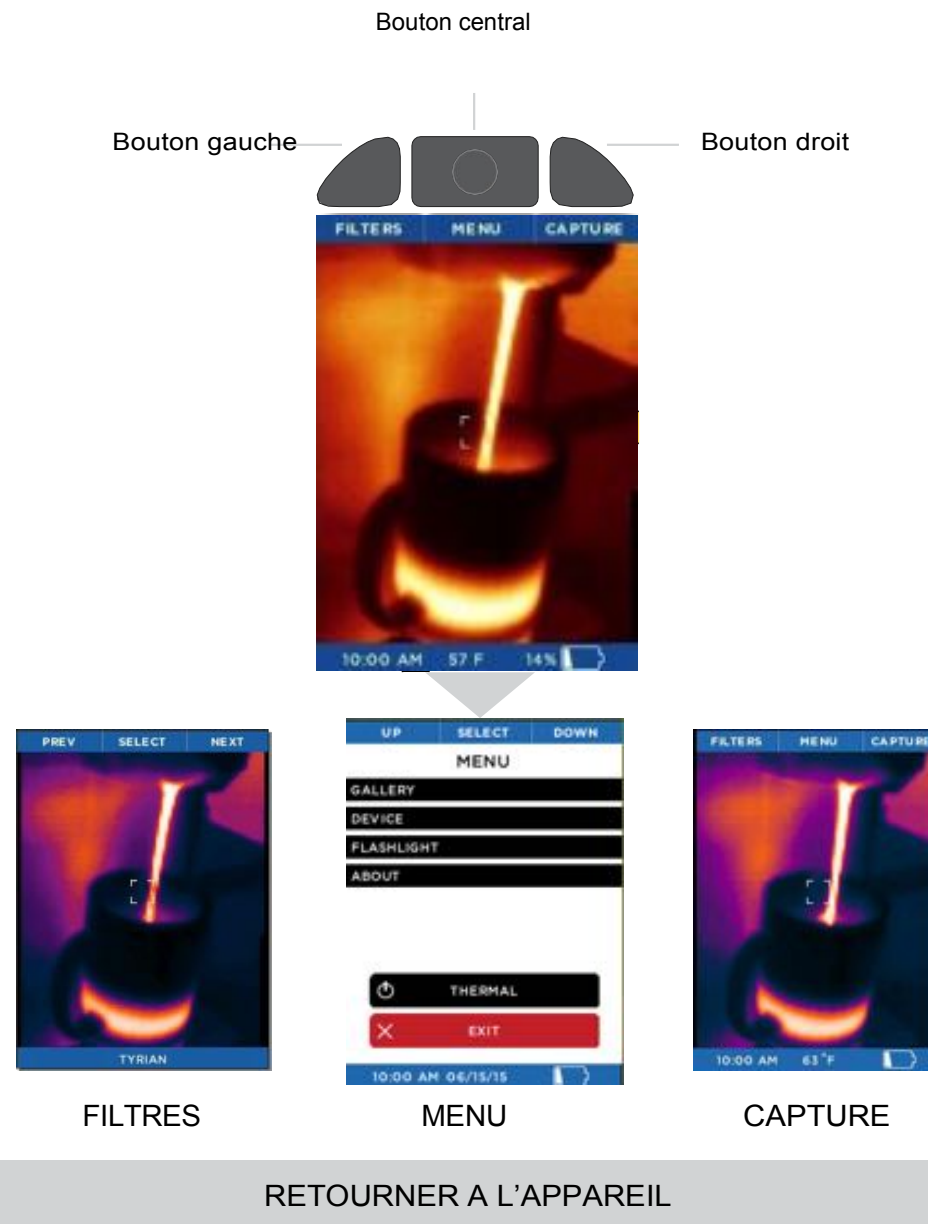 Bouton central
Bouton gauche
Bouton droit
FILTERS MENU CAPTURE
10:00 AM 57 F 14%
PREV SELECT NEXT
TYRIAN
UP SELECT DOWN
MENU
GALLERY
DEVICE
FLASHLIGHT
ABOUT
THERMAL
EXIT
10:00 AM 06/15/15
FILTERS MENU CAPTURE
10:00 AM 63°F
FILTRES
MENU
CAPTURE
RETOURNER A L'APPAREIL